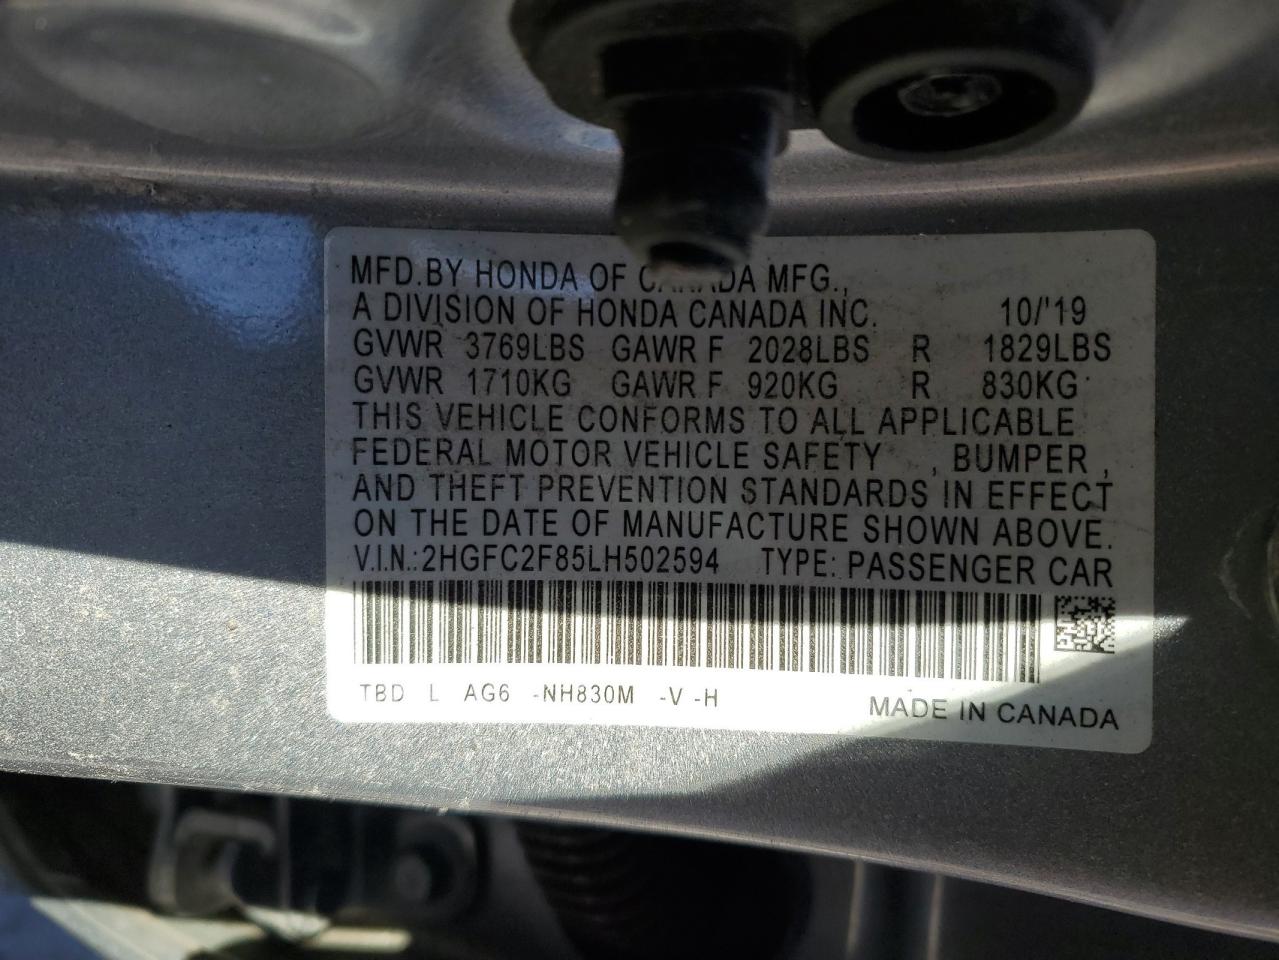 MFD.BY HONDA OF CANADA MFG.,
A DIVISION OF HONDA CANADA INC. 10/'19
GVWR 3769LBS GAWR F 2028LBS R 1829LBS
GVWR 1710KG GAWR F 920KG R 830KG
THIS VEHICLE CONFORMS TO ALL APPLICABLE
FEDERAL MOTOR VEHICLE SAFETY , BUMPER ,
AND THEFT PREVENTION STANDARDS IN EFFECT
ON THE DATE OF MANUFACTURE SHOWN ABOVE.
V.I.N.: 2HGFC2F85LH502594 TYPE: PASSENGER CAR
TBD L AG6 -NH830M -V -H MADE IN CANADA